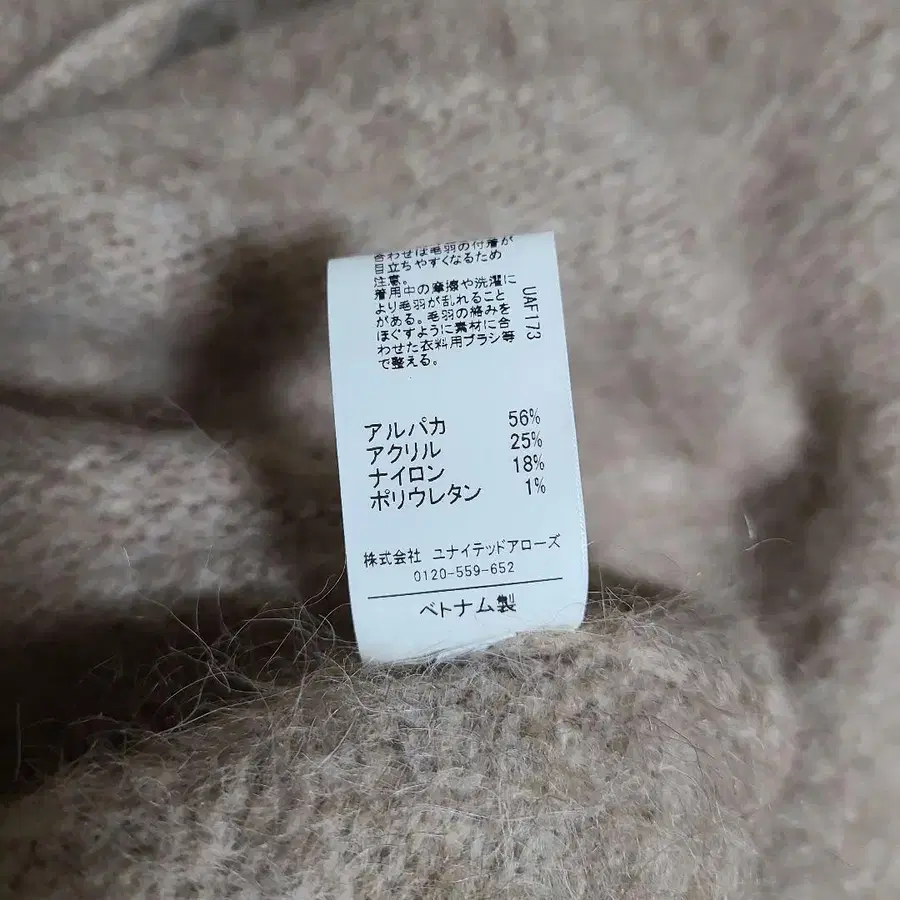 合わせは毛羽の付着が
目立ちやすくなるため
注意。
着用中の摩擦や洗濯に
より毛羽が乱れること
がある。毛羽の絡みを
ほぐすように素材に合
わせた衣料用ブラシ等
で整える。
UAF173
アルパカ 56%
アクリル 25%
ナイロン 18%
ポリウレタン 1%
株式会社 ユナイテッドアローズ
0120-559-652
ベトナム製